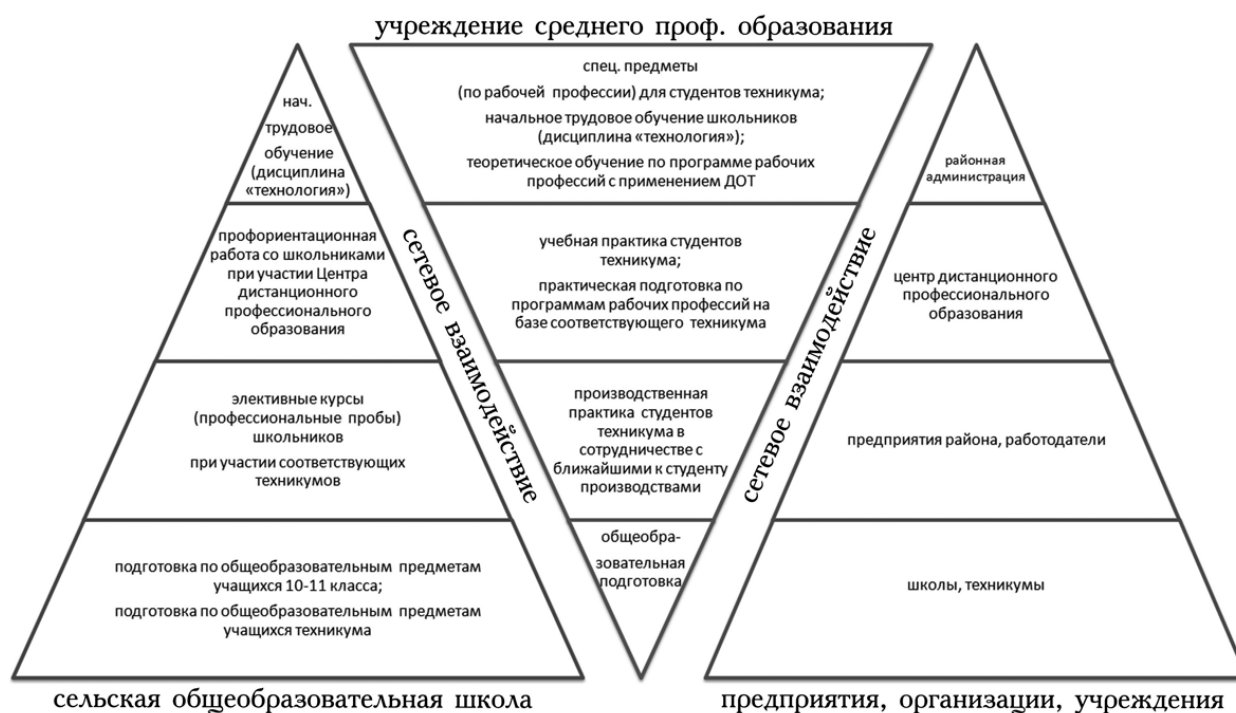 учреждение среднего проф. образования
нач.
трудовое
обучение
(дисциплина
«технология»)
профориентационная
работа со школьниками
при участии Центра
дистанционного
профессионального
образования
элективные курсы
(профессиональные пробы)
школьников
при участии соответствующих
техникумов
подготовка по общеобразовательным предметам
учащихся 10-11 класса;
подготовка по общеобразовательным предметам
учащихся техникума
сельская общеобразовательная школа
сетевое взаимодействие
спец. предметы
(по рабочей профессии) для студентов техникума;
начальное трудовое обучение школьников
(дисциплина «технология»);
теоретическое обучение по программе рабочих
профессий с применением ДОТ
учебная практика студентов
техникума;
практическая подготовка по
программам рабочих профессий на
базе соответствующего техникума
производственная
практика студентов
техникума в
сотрудничестве с
ближайшими к студенту
производствами
общеобра-
зовательная
подготовка
сетевое взаимодействие
районная
администрация
центр дистанционного
профессионального
образования
предприятия района, работодатели
школы, техникумы
предприятия, организации, учреждения